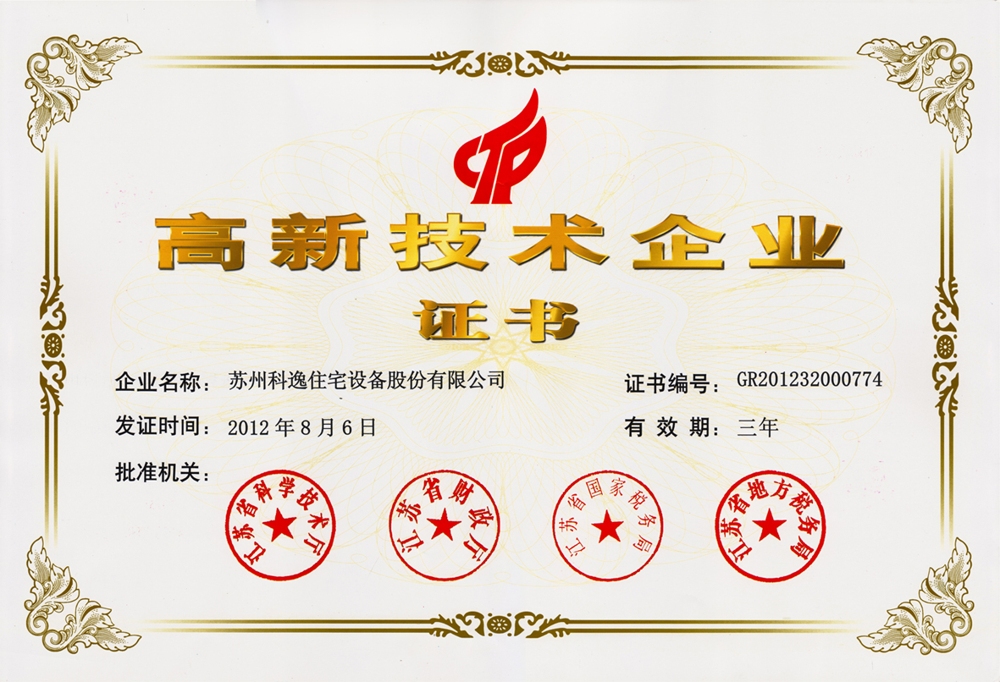 高新技术企业
证书
企业名称： 苏州科逸住宅设备股份有限公司
证书编号： GR201232000774
发证时间： 2012年8月6日
有效期： 三年
批准机关：
江苏省科学技术厅
江苏省财政厅
江苏省国家税务局
江苏省地方税务局